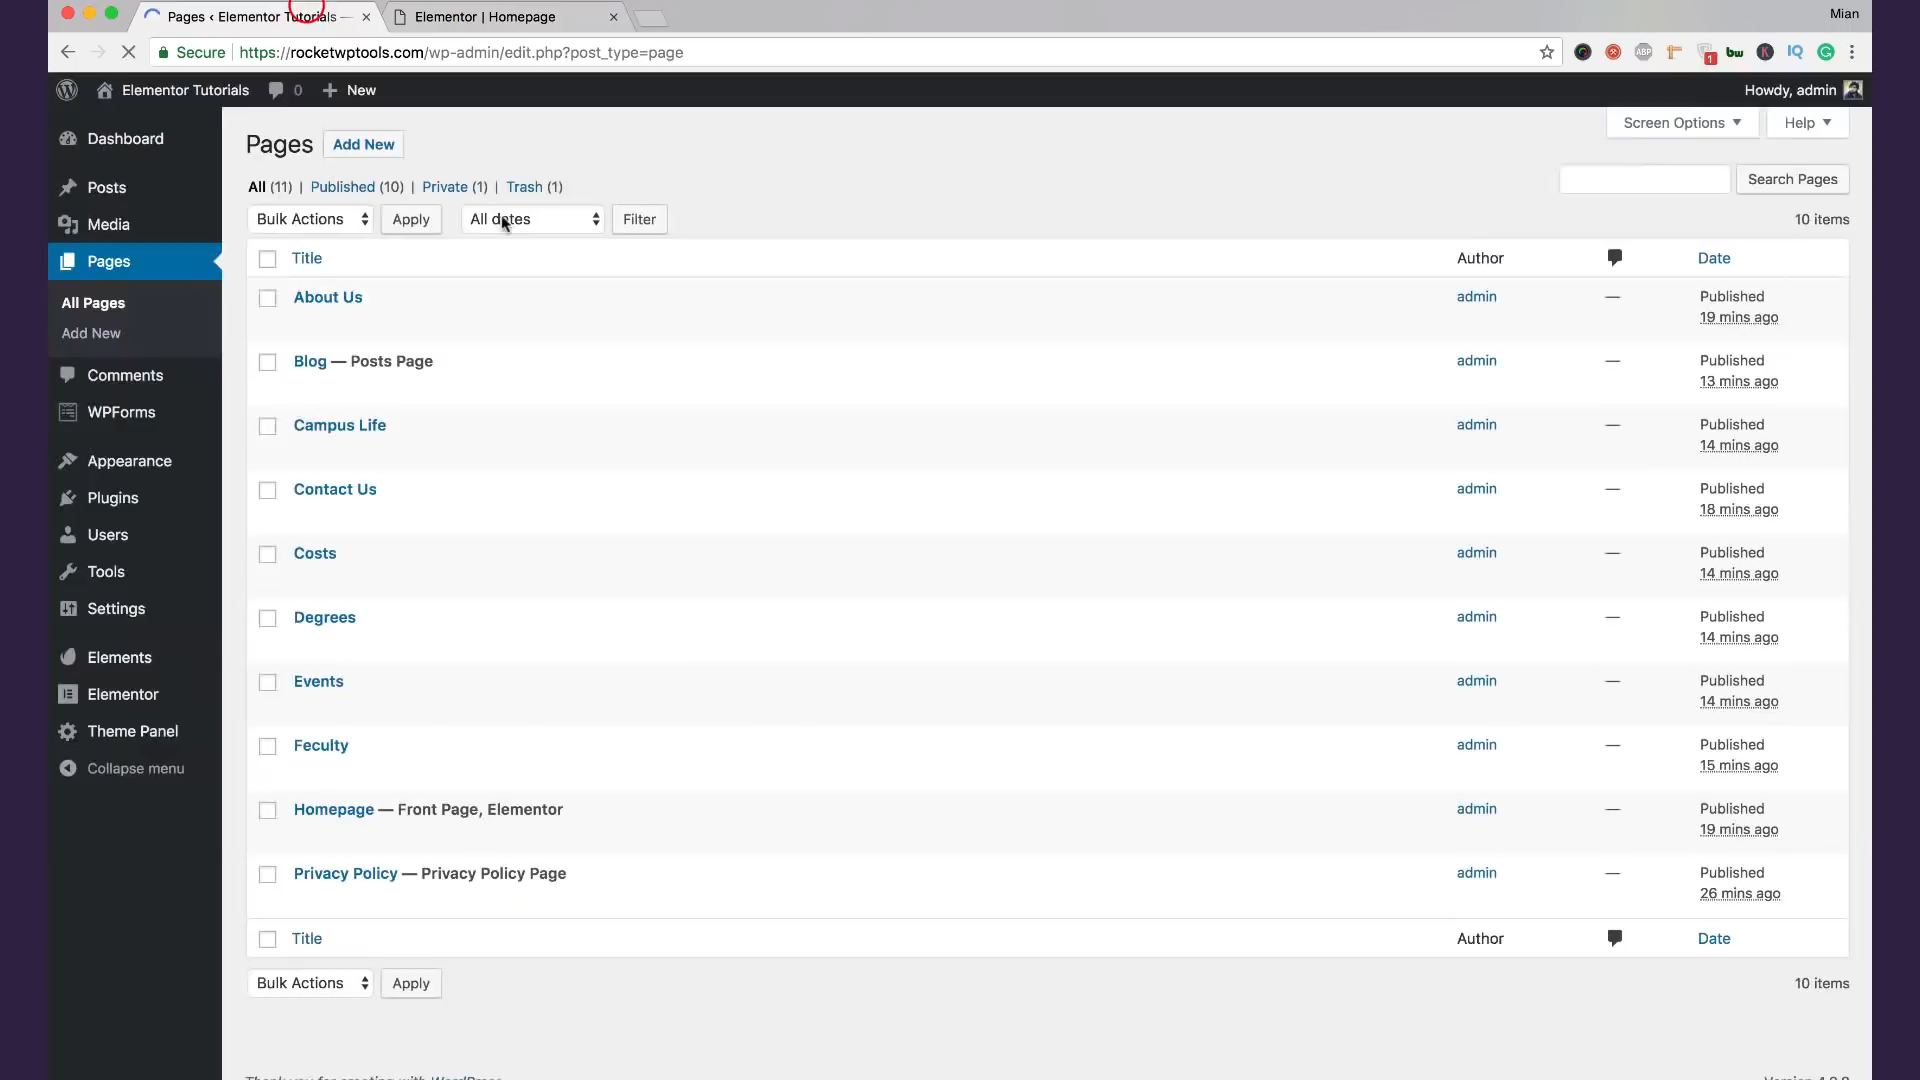 Pages ‹ Elementor Tutorials —
Elementor | Homepage
Mian
Secure
https://rocketwptools.com/wp-admin/edit.php?post_type=page
ABP
1
bw
K
IQ
Elementor Tutorials
0
New
Howdy, admin
Dashboard
Posts
Media
Pages
All Pages
Add New
Comments
WPForms
Appearance
Plugins
Users
Tools
Settings
Elements
Elementor
Theme Panel
Collapse menu
Screen Options
Help
Pages
Add New
All (11) | Published (10) | Private (1) | Trash (1)
Search Pages
Bulk Actions
Apply
All dates
Filter
10 items
Title
Author
Date
About Us
admin
—
Published
19 mins ago
Blog — Posts Page
admin
—
Published
13 mins ago
Campus Life
admin
—
Published
14 mins ago
Contact Us
admin
—
Published
18 mins ago
Costs
admin
—
Published
14 mins ago
Degrees
admin
—
Published
14 mins ago
Events
admin
—
Published
14 mins ago
Feculty
admin
—
Published
15 mins ago
Homepage — Front Page, Elementor
admin
—
Published
19 mins ago
Privacy Policy — Privacy Policy Page
admin
—
Published
26 mins ago
Title
Author
Date
Bulk Actions
Apply
10 items
Thank you for creating with WordPress